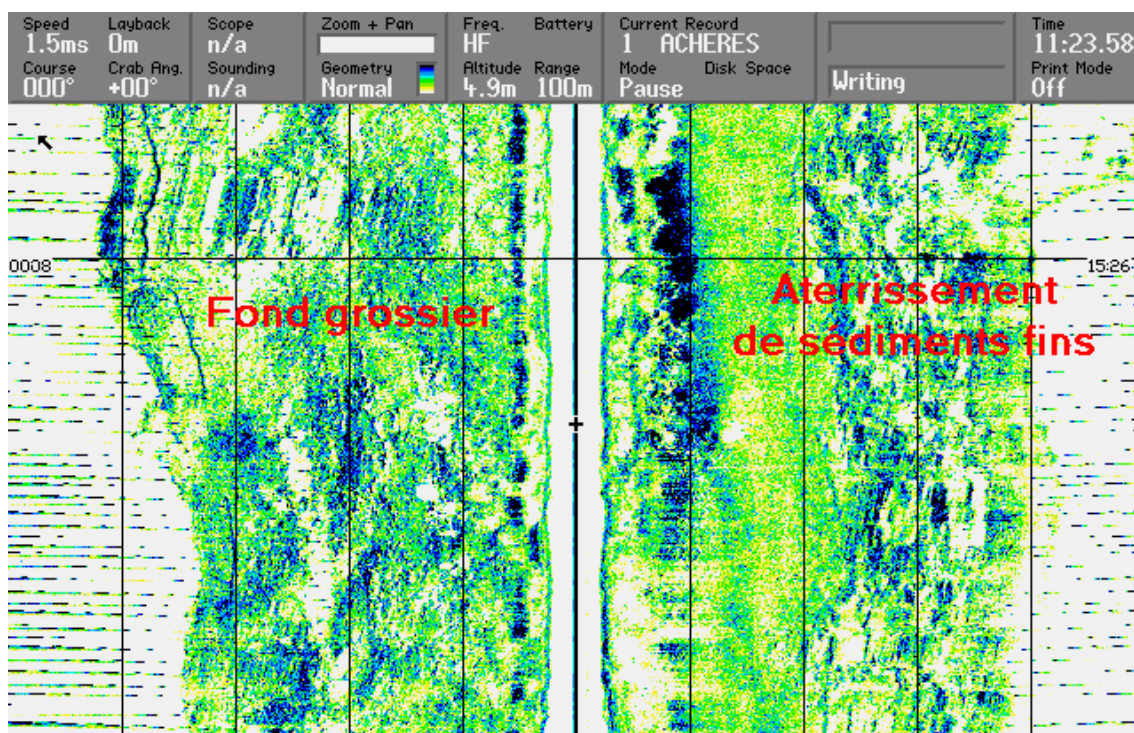 Speed Layback Scope Zoom + Pan Freq. Battery Current Record Time
1.5ms 0m n/a HF 1 ACHERES 11:23.58
Course Crab Ang. Sounding Geometry Altitude Range Mode Disk Space Writing Print Mode
000° +00° n/a Normal 4.9m 100m Pause Off
0008 15:26
Fond grossier
Aterrissement
de sédiments fins